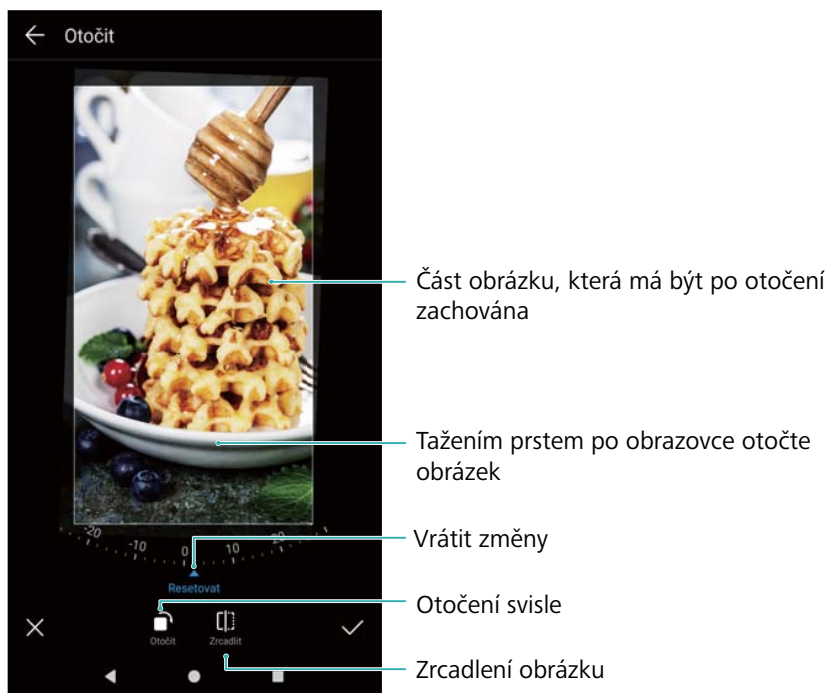 Otočit
Část obrázku, která má být po otočení
zachována
Tažením prstem po obrazovce otočte
obrázek
-20 -10 0 10 20
Vrátit změny
Resetovat
Otočení svisle
Otočit Zrcadlit
Zrcadlení obrázku